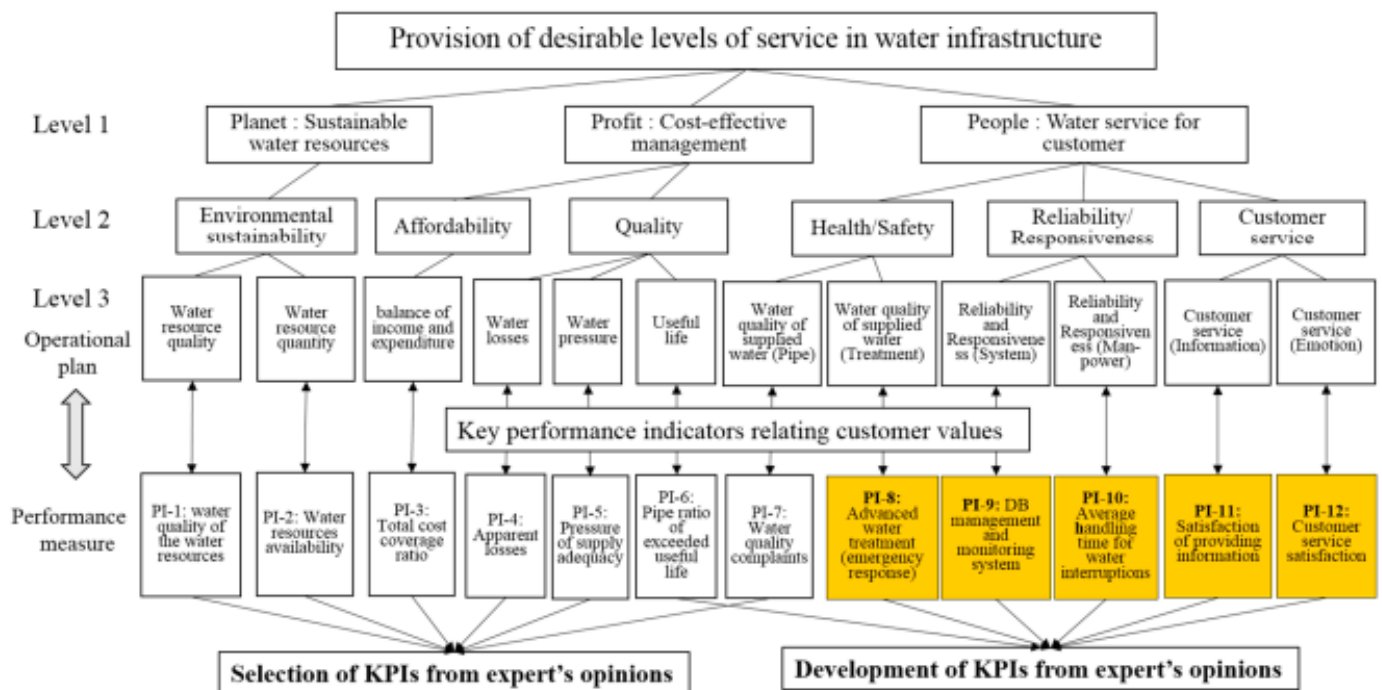 Provision of desirable levels of service in water infrastructure
Level 1
Planet : Sustainable
water resources
Profit : Cost-effective
management
People : Water service for
customer
Level 2
Environmental
sustainability
Affordability
Quality
Health/Safety
Reliability/
Responsiveness
Customer
service
Level 3
Operational
plan
Water
resource
quality
Water
resource
quantity
balance of
income and
expenditure
Water
losses
Water
pressure
Useful life
Water
quality of
supplied
water (Pipe)
Water quality
of supplied
water
(Treatment)
Reliability
and
Responsivene
ss (System)
Reliability
and
Responsiven
ess (Man-
power)
Customer
service
(Information)
Customer
service
(Emotion)
Key performance indicators relating customer values
Performance
measure
PI-1: water
quality of
the water
resources
PI-2: Water
resources
availability
PI-3:
Total cost
coverage
ratio
PI-4:
Apparent
losses
PI-5:
Pressure
of supply
adequacy
PI-6:
Pipe ratio
of
exceeded
useful life
PI-7:
Water
quality
complaints
PI-8:
Advanced
water
treatment
(emergency
response)
PI-9: DB
management
and
monitoring
system
PI-10:
Average
handling
time for
water
interruptions
PI-11:
Satisfaction
of providing
information
PI-12:
Customer
service
satisfaction
Selection of KPIs from expert's opinions
Development of KPIs from expert's opinions